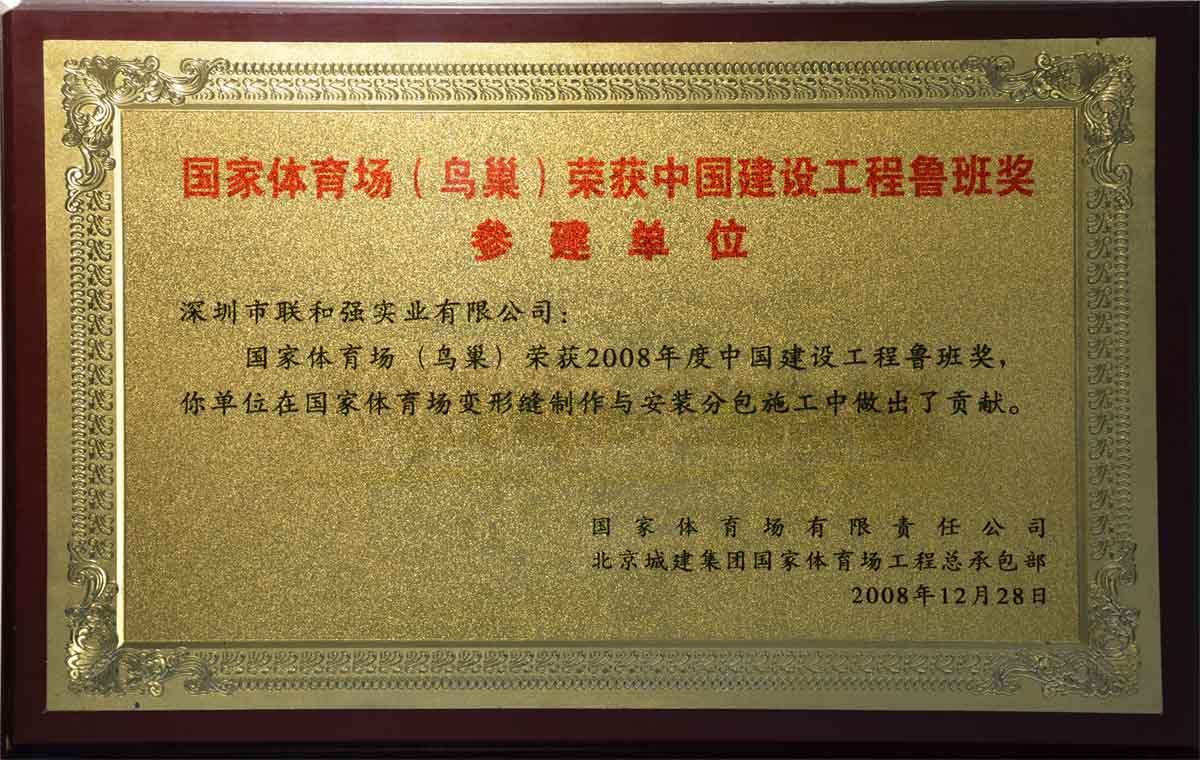 国家体育场（鸟巢）荣获中国建设工程鲁班奖
参建单位
深圳市联和强实业有限公司：
国家体育场（鸟巢）荣获2008年度中国建设工程鲁班奖，
你单位在国家体育场变形缝制作与安装分包施工中做出了贡献。
国家体育场有限责任公司
北京城建集团国家体育场工程总承包部
2008年12月28日